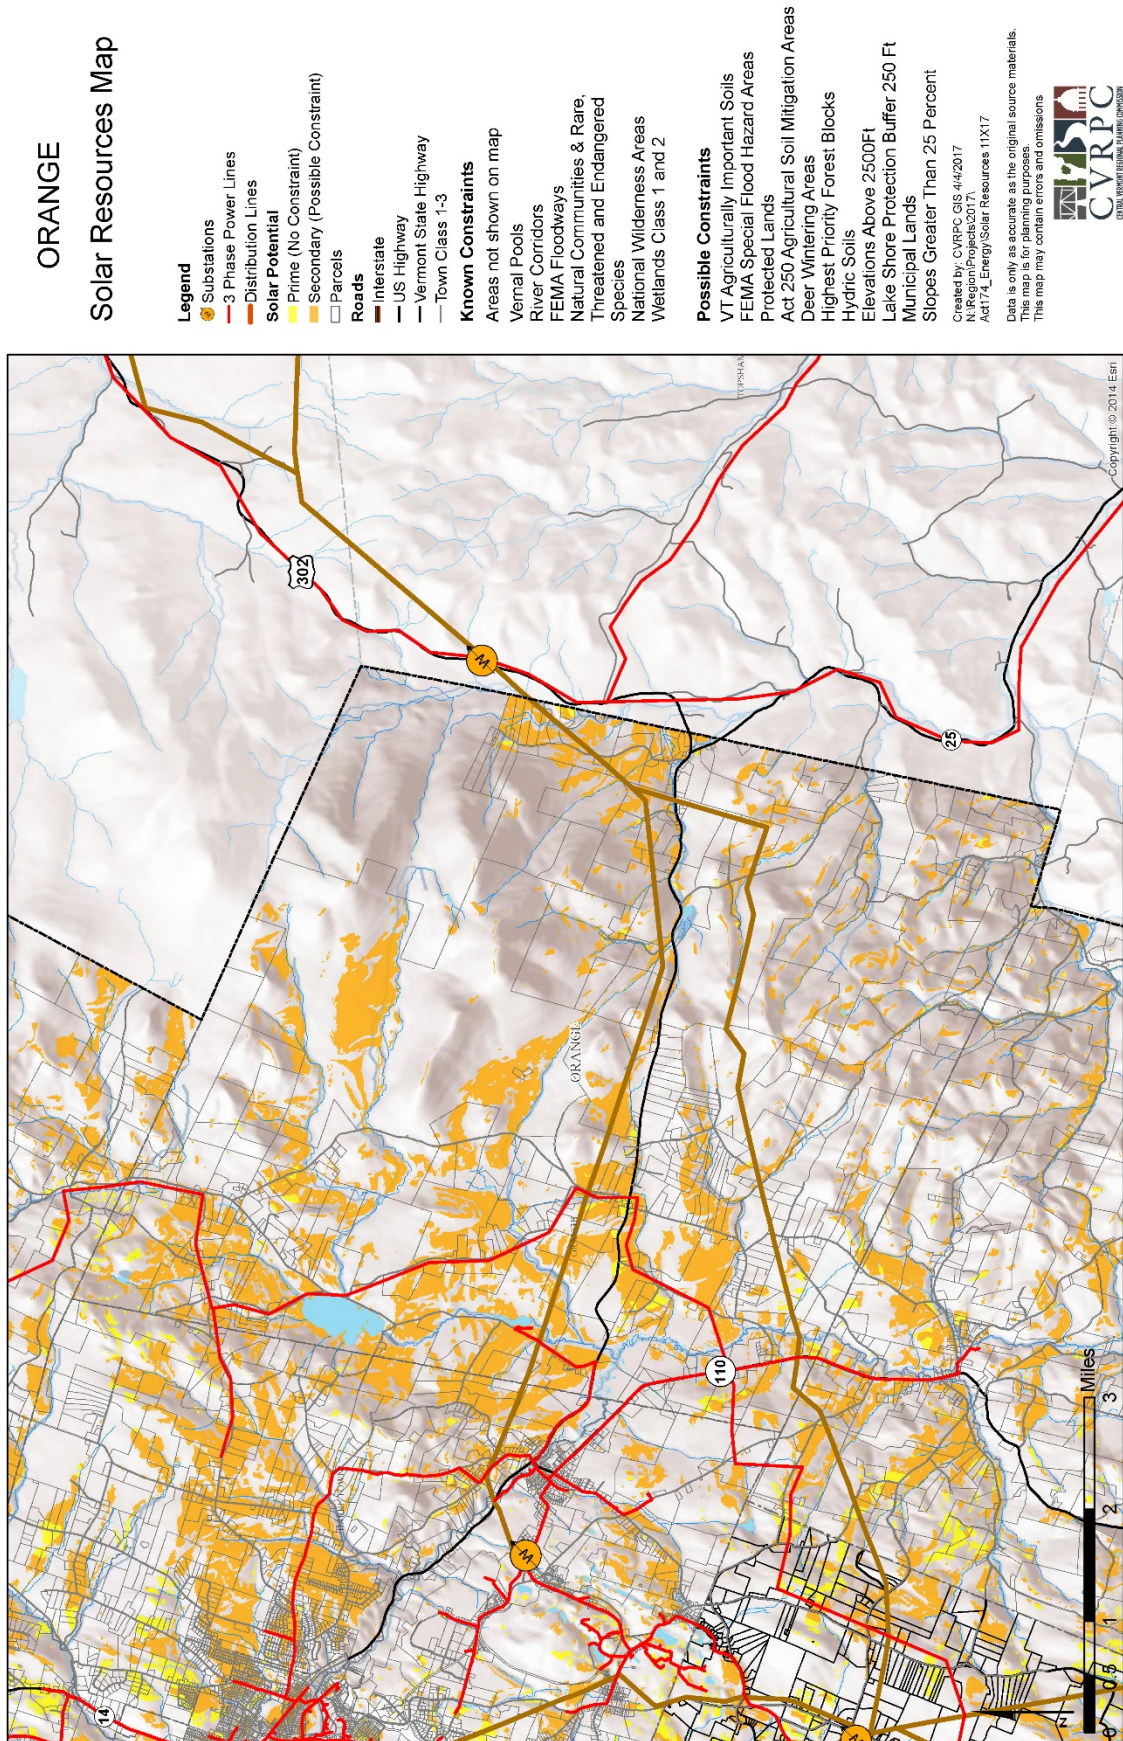 ORANGE
Solar Resources Map
Legend
Substations
3 Phase Power Lines
Distribution Lines
Solar Potential
Prime (No Constraint)
Secondary (Possible Constraint)
Parcels
Roads
Interstate
US Highway
Vermont State Highway
Town Class 1-3
Known Constraints
Areas not shown on map
Vernal Pools
River Corridors
FEMA Floodways
Natural Communities & Rare,
Threatened and Endangered
Species
National Wilderness Areas
Wetlands Class 1 and 2
Possible Constraints
VT Agriculturally Important Soils
FEMA Special Flood Hazard Areas
Protected Lands
Act 250 Agricultural Soil Mitigation Areas
Deer Wintering Areas
Highest Priority Forest Blocks
Hydric Soils
Elevations Above 2500Ft
Lake Shore Protection Buffer 250 Ft
Municipal Lands
Slopes Greater Than 25 Percent
Created by: CVRPC GIS 4/4/2017
N:\Region\Projects\2017\
Act174_Energy\Solar Resources 11X17
Data is only as accurate as the original source materials.
This map is for planning purposes.
This map may contain errors and omissions
CVRPC
CENTRAL VERMONT REGIONAL PLANNING COMMISSION
302
25
110
14
ORANGE
TOPSHAM
Copyright © 2014 Esri
0 0.5 1 2 3
Miles
N